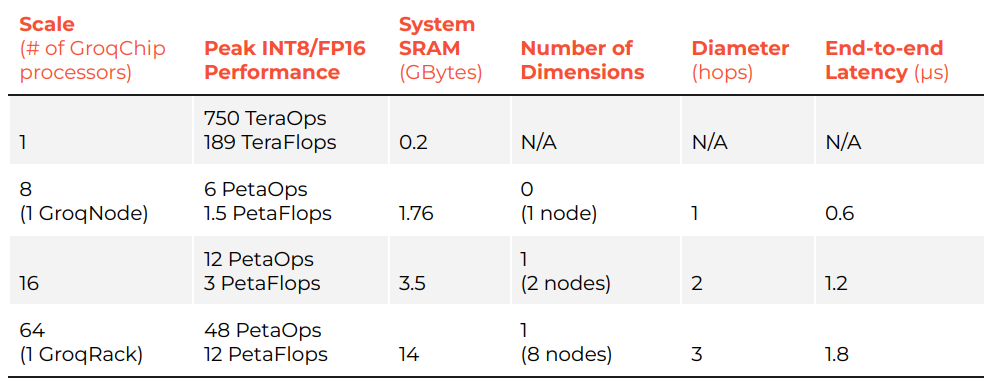 Scale
(# of GroqChip
processors)
Peak INT8/FP16
Performance
System
SRAM
(GBytes)
Number of
Dimensions
Diameter
(hops)
End-to-end
Latency (µs)
1
750 TeraOps
189 TeraFlops
0.2
N/A
N/A
N/A
8
(1 GroqNode)
6 PetaOps
1.5 PetaFlops
1.76
0
(1 node)
1
0.6
16
12 PetaOps
3 PetaFlops
3.5
1
(2 nodes)
2
1.2
64
(1 GroqRack)
48 PetaOps
12 PetaFlops
14
1
(8 nodes)
3
1.8